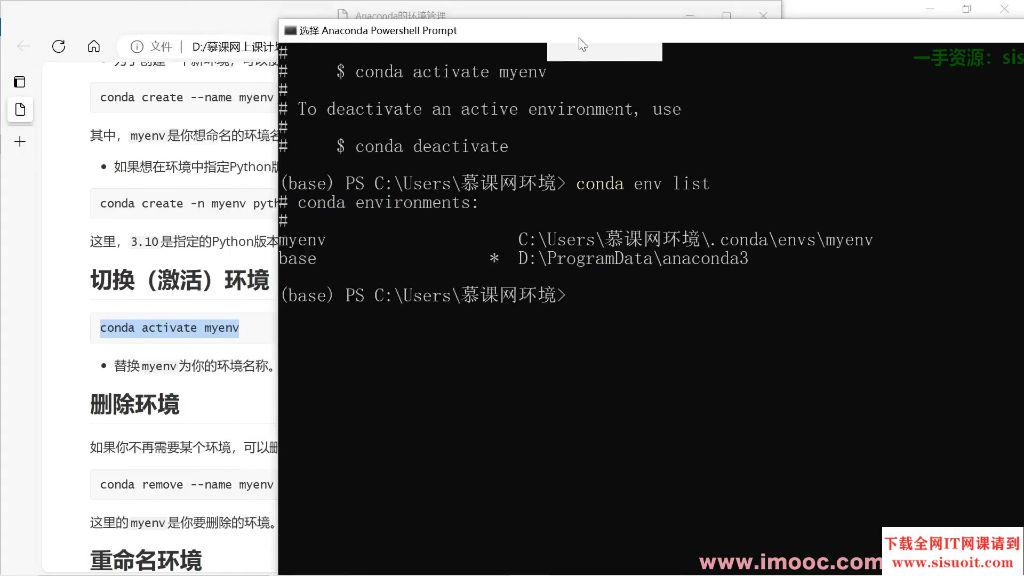 Anaconda的环境管理
文件
D:/慕课网上课计划
conda create --name myenv
其中，myenv是你想命名的环境名
• 如果想在环境中指定Python版
conda create -n myenv pyth
这里，3.10是指定的Python版本
切换（激活）环境
conda activate myenv
• 替换myenv为你的环境名称。
删除环境
如果你不再需要某个环境，可以删
conda remove --name myenv
这里的myenv是你要删除的环境。
重命名环境
选择 Anaconda Powershell Prompt
#
#     $ conda activate myenv
#
# To deactivate an active environment, use
#
#     $ conda deactivate
(base) PS C:\Users\慕课网环境> conda env list
# conda environments:
#
myenv                    C:\Users\慕课网环境\.conda\envs\myenv
base                  *  D:\ProgramData\anaconda3
(base) PS C:\Users\慕课网环境>
一手资源：sis
www.imooc.com
下载全网IT网课请到
www.sisuoit.com